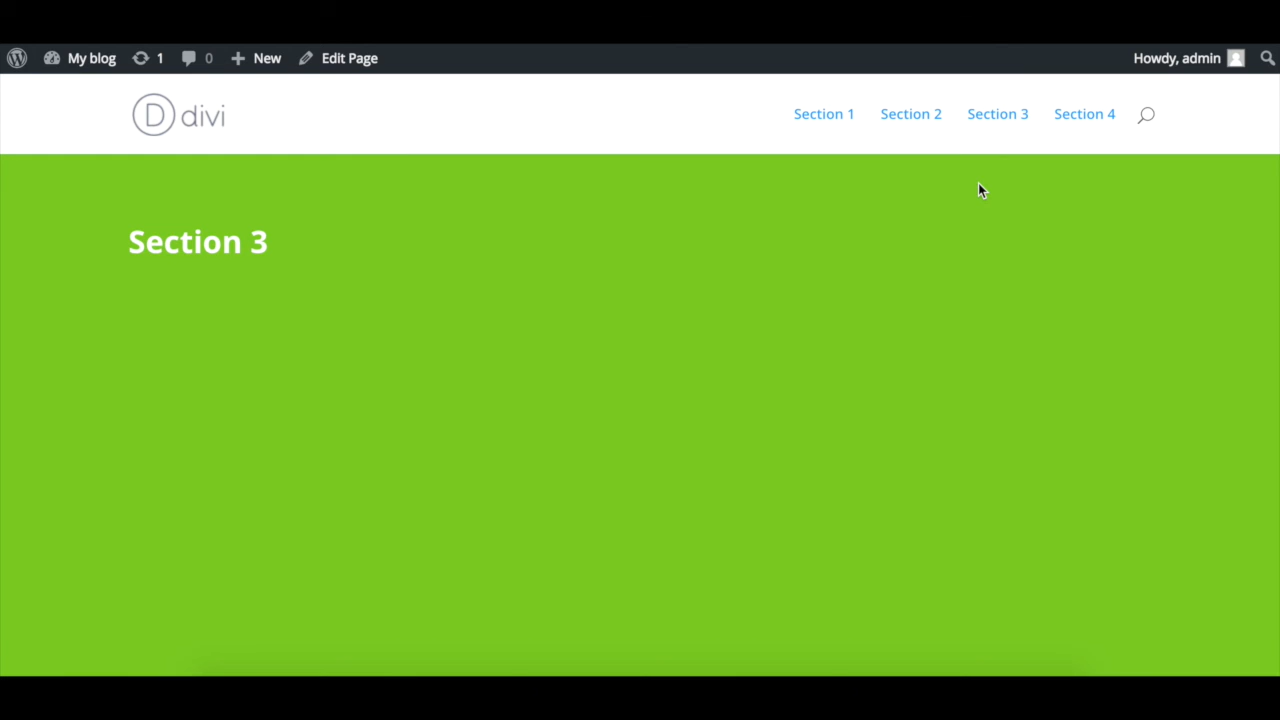 My blog 1 0 New Edit Page Howdy, admin
D divi Section 1 Section 2 Section 3 Section 4
Section 3